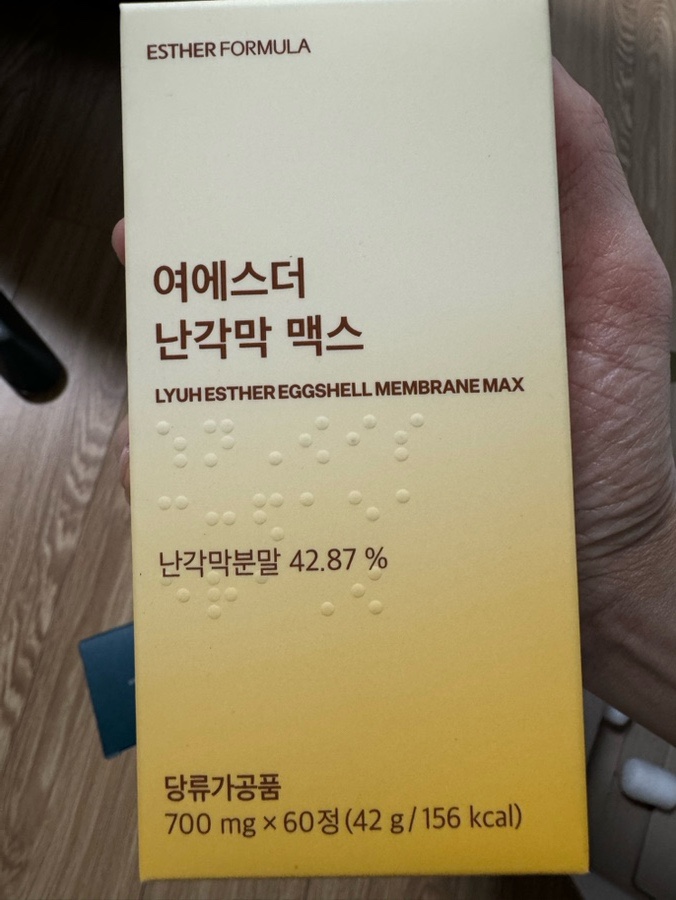 ESTHER FORMULA
여에스더
난각막 맥스
LYUH ESTHER EGGSHELL MEMBRANE MAX
난각막분말 42.87 %
당류가공품
700 mg × 60정 (42 g / 156 kcal)